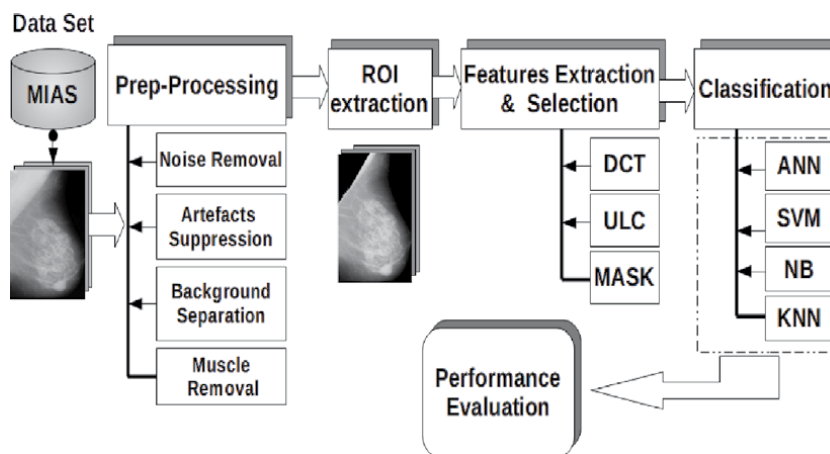 Data Set
MIAS
Prep-Processing
Noise Removal
Artefacts
Suppression
Background
Separation
Muscle
Removal
ROI
extraction
Features Extraction
& Selection
DCT
ULC
MASK
Classification
ANN
SVM
NB
KNN
Performance
Evaluation